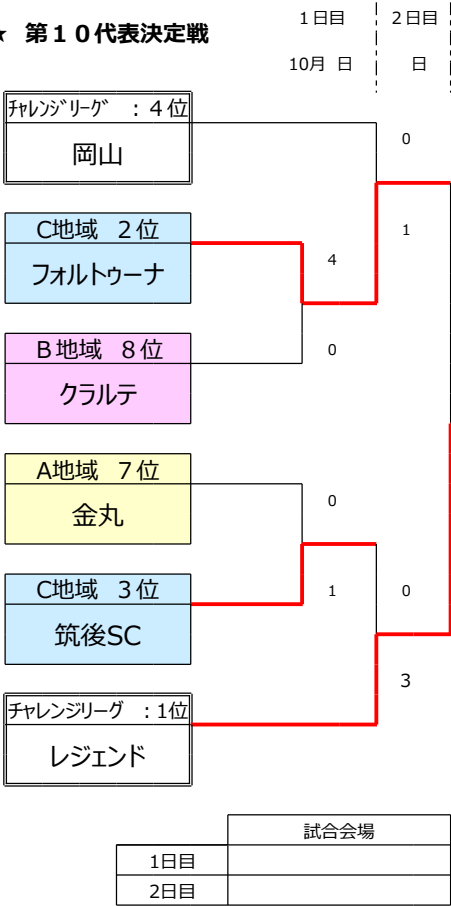 ★ 第１０代表決定戦
１日目 ２日目
10月 日 日
ﾁｬﾚﾝｼﾞﾘｰｸﾞ ：４位
岡山
0
C地域 ２位
フォルトゥーナ
1
4
0
Ｂ地域 ８位
クラルテ
A地域 ７位
金丸
0
1
0
C地域 ３位
筑後SC
3
チャレンジリーグ ：1位
レジェンド
試合会場
1日目
2日目